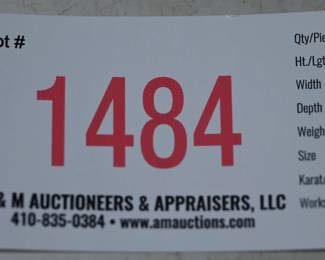 ot #
1484
& M AUCTIONEERS & APPRAISERS, LLC
410-835-0384 • www.amauctions.com
Qty/Pie
Ht./Lgt
Width
Depth
Weigh
Size
Karat
Works